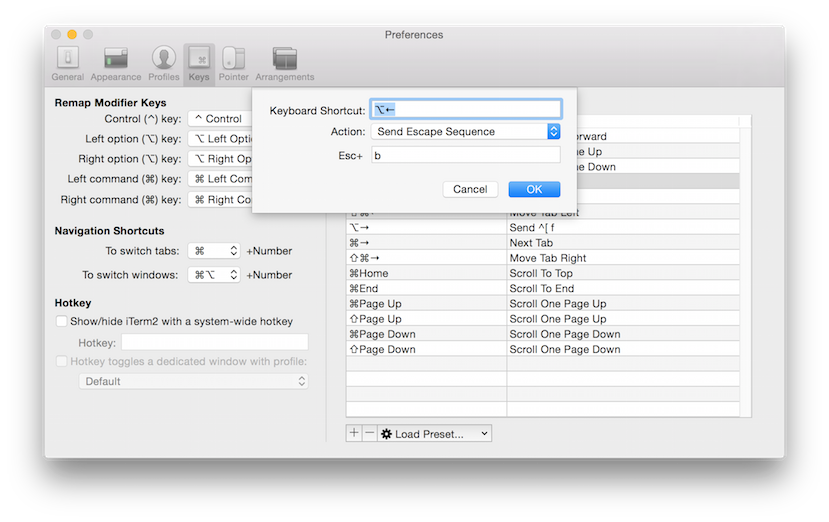 Preferences
General Appearance Profiles Keys Pointer Arrangements
Keyboard Shortcut: ⌥←
Action: Send Escape Sequence
Esc+ b
Cancel OK
Remap Modifier Keys
Control (^) key: ^ Control
Left option (⌥) key: ⌥ Left Opti
Right option (⌥) key: ⌥ Right Op
Left command (⌘) key: ⌘ Left Com
Right command (⌘) key: ⌘ Right Co
Navigation Shortcuts
To switch tabs: ⌘ +Number
To switch windows: ⌘⌥ +Number
Hotkey
Show/hide iTerm2 with a system-wide hotkey
Hotkey:
Hotkey toggles a dedicated window with profile:
Default
orward
ne Up
ne Down
Move Tab Left
⌥→ Send ^[ f
⌘→ Next Tab
⇧⌘→ Move Tab Right
⌘Home Scroll To Top
⌘End Scroll To End
⌘Page Up Scroll One Page Up
⇧Page Up Scroll One Page Up
⌘Page Down Scroll One Page Down
⇧Page Down Scroll One Page Down
+ − Load Preset...